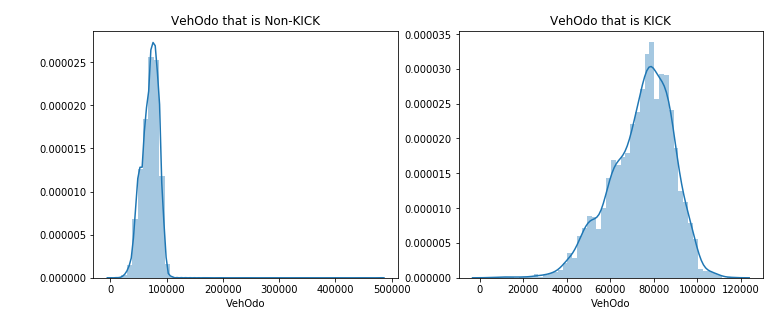 VehOdo that is Non-KICK
0.000025
0.000020
0.000015
0.000010
0.000005
0.000000
0 100000 200000 300000 400000 500000
VehOdo
VehOdo that is KICK
0.000035
0.000030
0.000025
0.000020
0.000015
0.000010
0.000005
0.000000
0 20000 40000 60000 80000 100000 120000
VehOdo